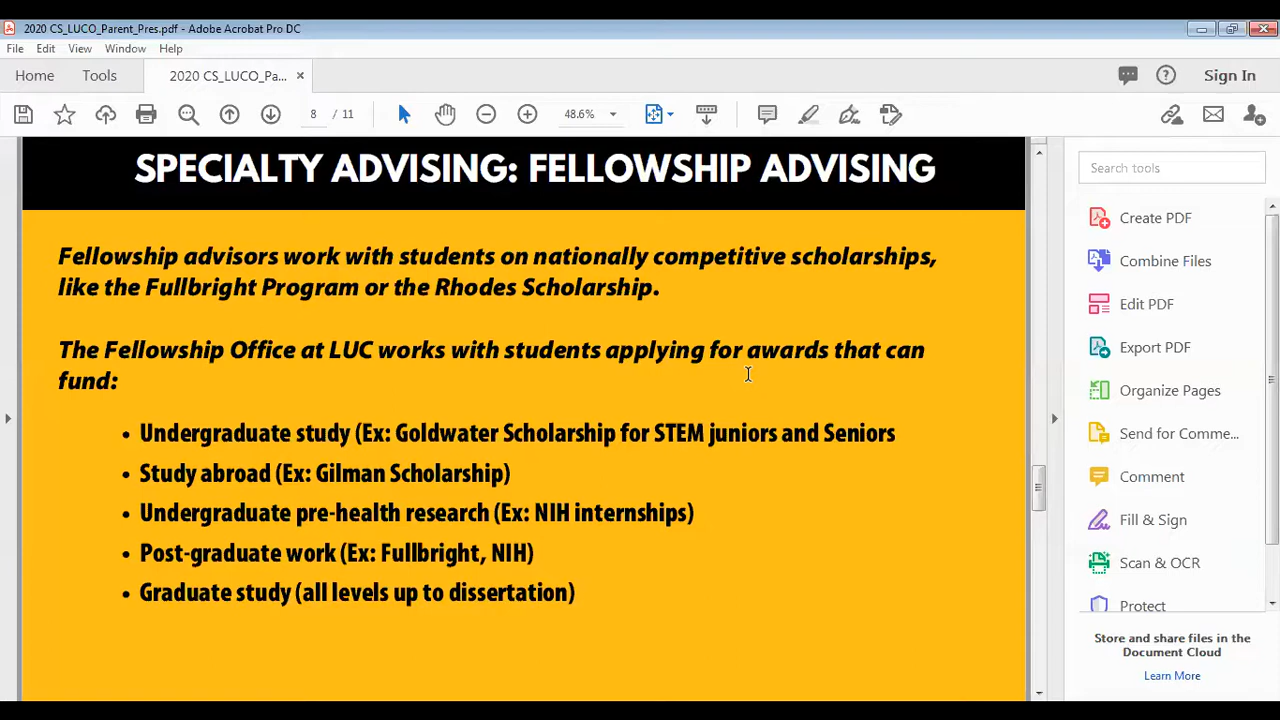 2020 CS_LUCO_Parent_Pres.pdf - Adobe Acrobat Pro DC
File Edit View Window Help
Home Tools 2020 CS_LUCO_Pa... × Sign In
8 / 11 48.6%
SPECIALTY ADVISING: FELLOWSHIP ADVISING
Fellowship advisors work with students on nationally competitive scholarships,
like the Fullbright Program or the Rhodes Scholarship.
The Fellowship Office at LUC works with students applying for awards that can
fund:
• Undergraduate study (Ex: Goldwater Scholarship for STEM juniors and Seniors
• Study abroad (Ex: Gilman Scholarship)
• Undergraduate pre-health research (Ex: NIH internships)
• Post-graduate work (Ex: Fullbright, NIH)
• Graduate study (all levels up to dissertation)
Search tools
Create PDF
Combine Files
Edit PDF
Export PDF
Organize Pages
Send for Comme...
Comment
Fill & Sign
Scan & OCR
Protect
Store and share files in the
Document Cloud
Learn More